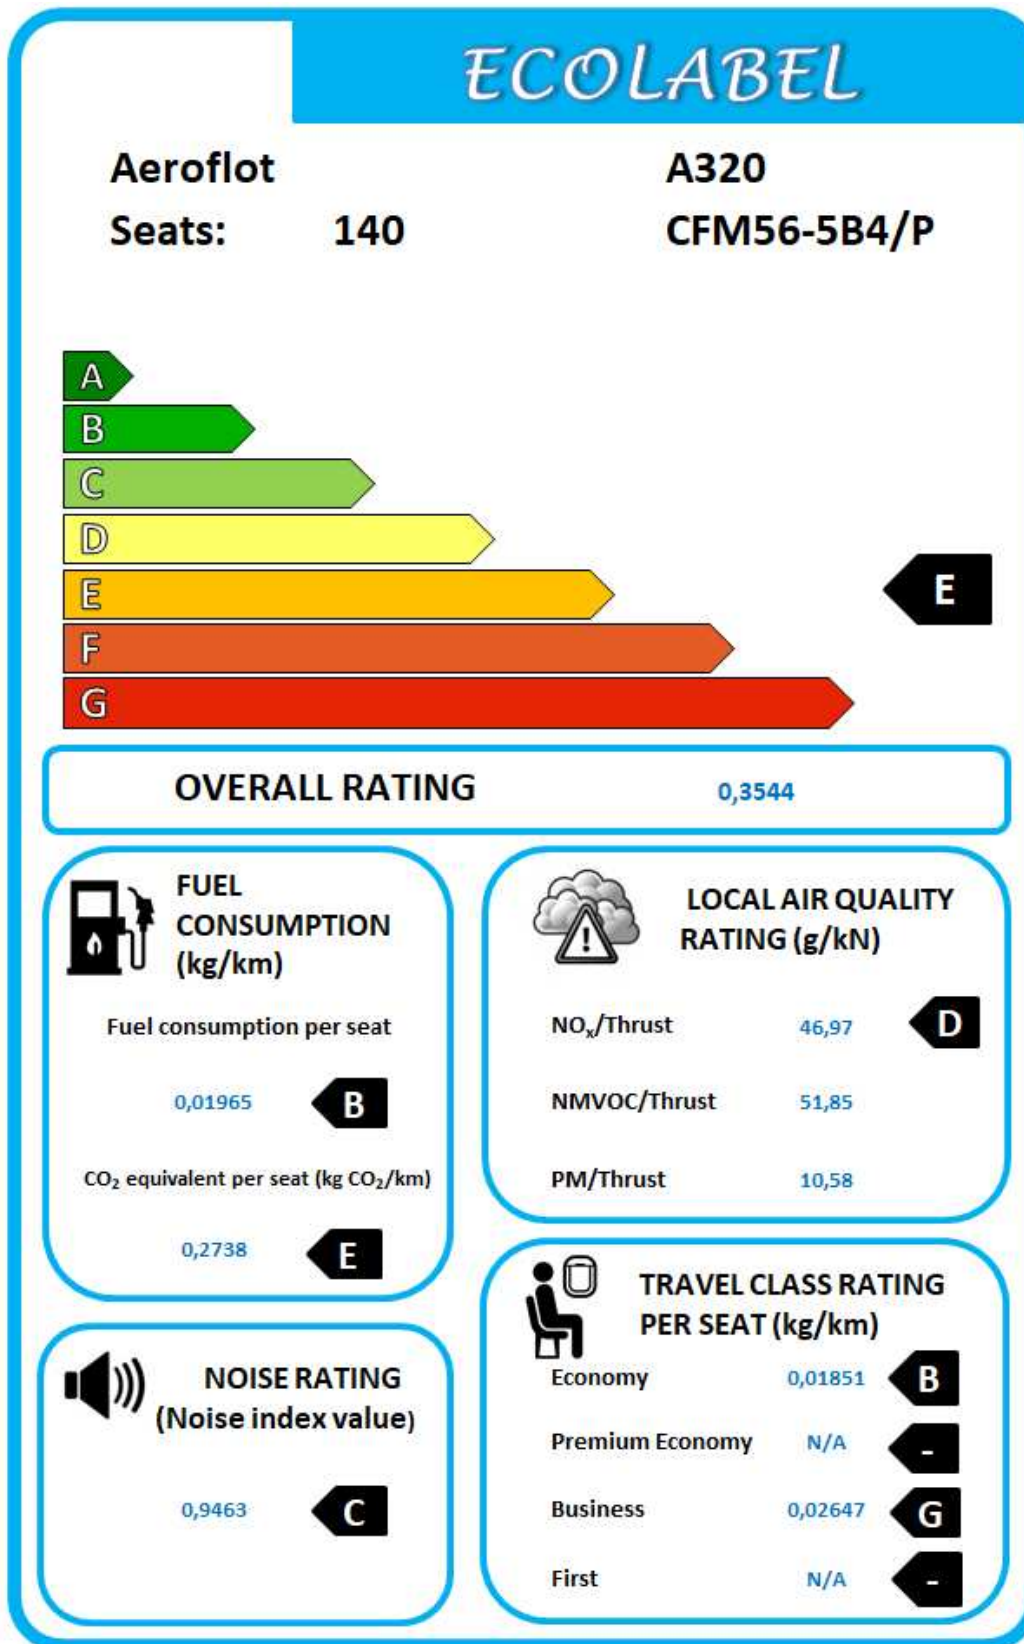 ECOLABEL
Aeroflot A320
Seats: 140 CFM56-5B4/P
A
B
C
D
E
E
F
G
OVERALL RATING 0,3544
FUEL
CONSUMPTION
(kg/km)
Fuel consumption per seat
0,01965 B
CO₂ equivalent per seat (kg CO₂/km)
0,2738 E
LOCAL AIR QUALITY
RATING (g/kN)
!
NOₓ/Thrust 46,97 D
NMVOC/Thrust 51,85
PM/Thrust 10,58
NOISE RATING
(Noise index value)
0,9463 C
TRAVEL CLASS RATING
PER SEAT (kg/km)
Economy 0,01851 B
Premium Economy N/A -
Business 0,02647 G
First N/A -